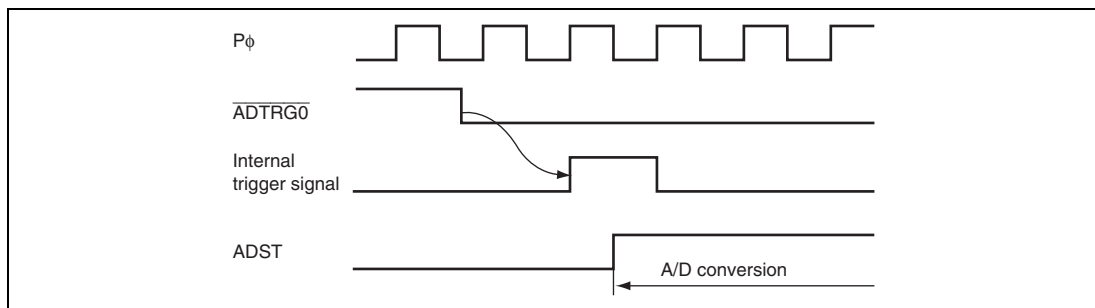 Pϕ
ADTRG0
Internal
trigger signal
ADST
A/D conversion